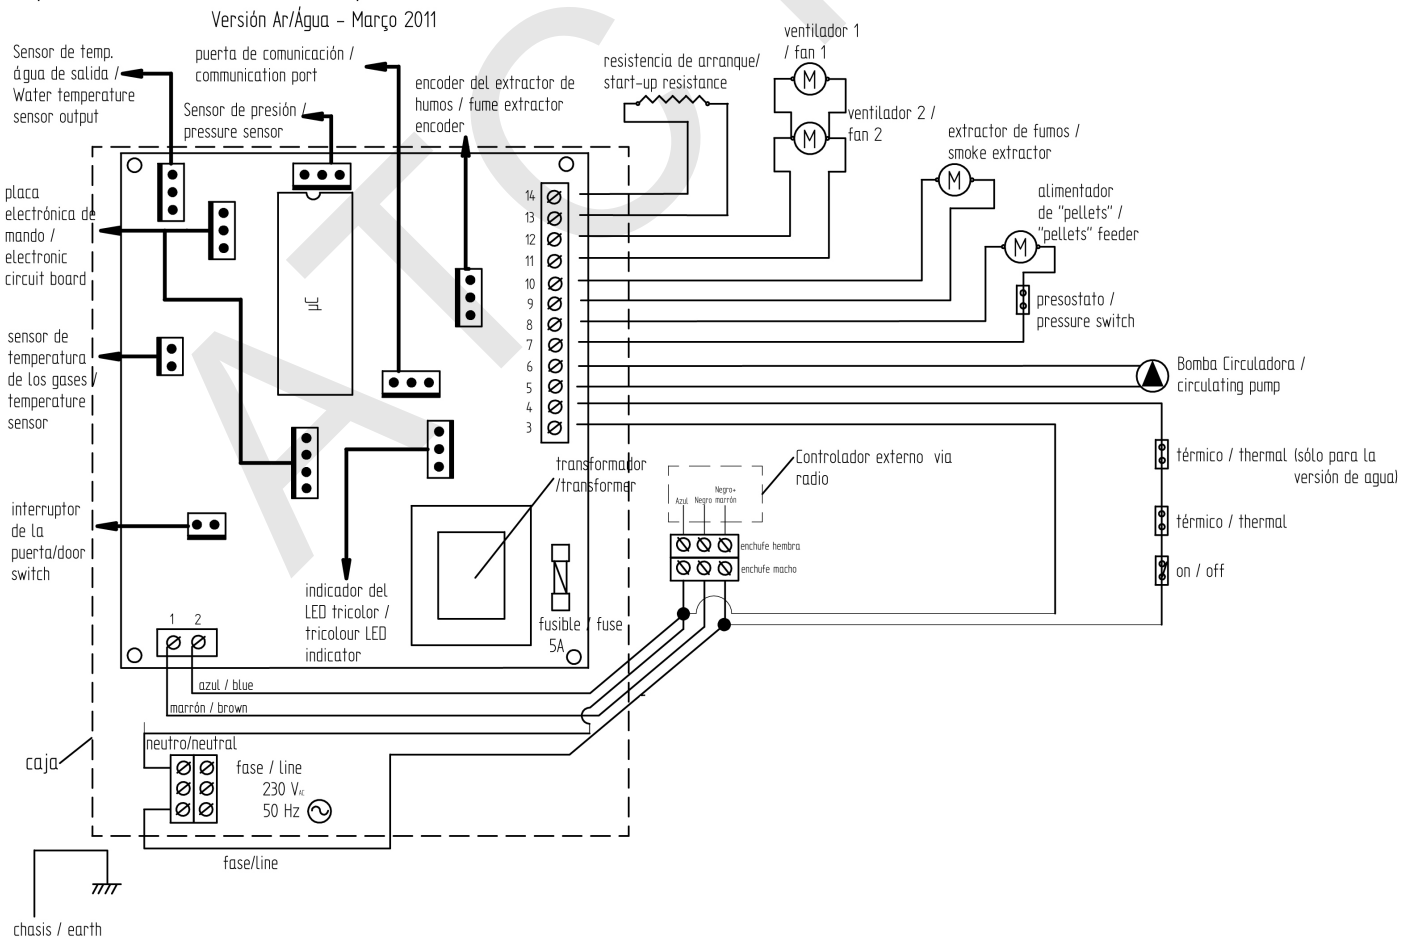 Versión Ar/Água - Março 2011
Sensor de temp.
água de salida /
Water temperature
sensor output
puerta de comunicación /
communication port
Sensor de presión /
pressure sensor
encoder del extractor de
humos / fume extractor
encoder
resistencia de arranque/
start-up resistance
ventilador 1
/ fan 1
ventilador 2 /
fan 2
extractor de fumos /
smoke extractor
alimentador
de "pellets" /
"pellets" feeder
M
M
M
M
placa
electrónica de
mando /
electronic
circuit board
presostato /
pressure switch
14
13
12
11
10
9
8
7
6
5
4
3
µC
sensor de
temperatura
de los gases /
temperature
sensor
Bomba Circuladora /
circulating pump
térmico / thermal (sólo para la
versión de agua)
térmico / thermal
on / off
transformador
/transformer
Controlador externo via
radio
Azul
Negro
Negro+
marrón
enchufe hembra
enchufe macho
interruptor
de la
puerta/door
switch
indicador del
LED tricolor /
tricolour LED
indicator
fusible / fuse
5A
1 2
azul / blue
marrón / brown
neutro/neutral
caja
fase / line
230 VAC
50 Hz
fase/line
chasis / earth
ATC